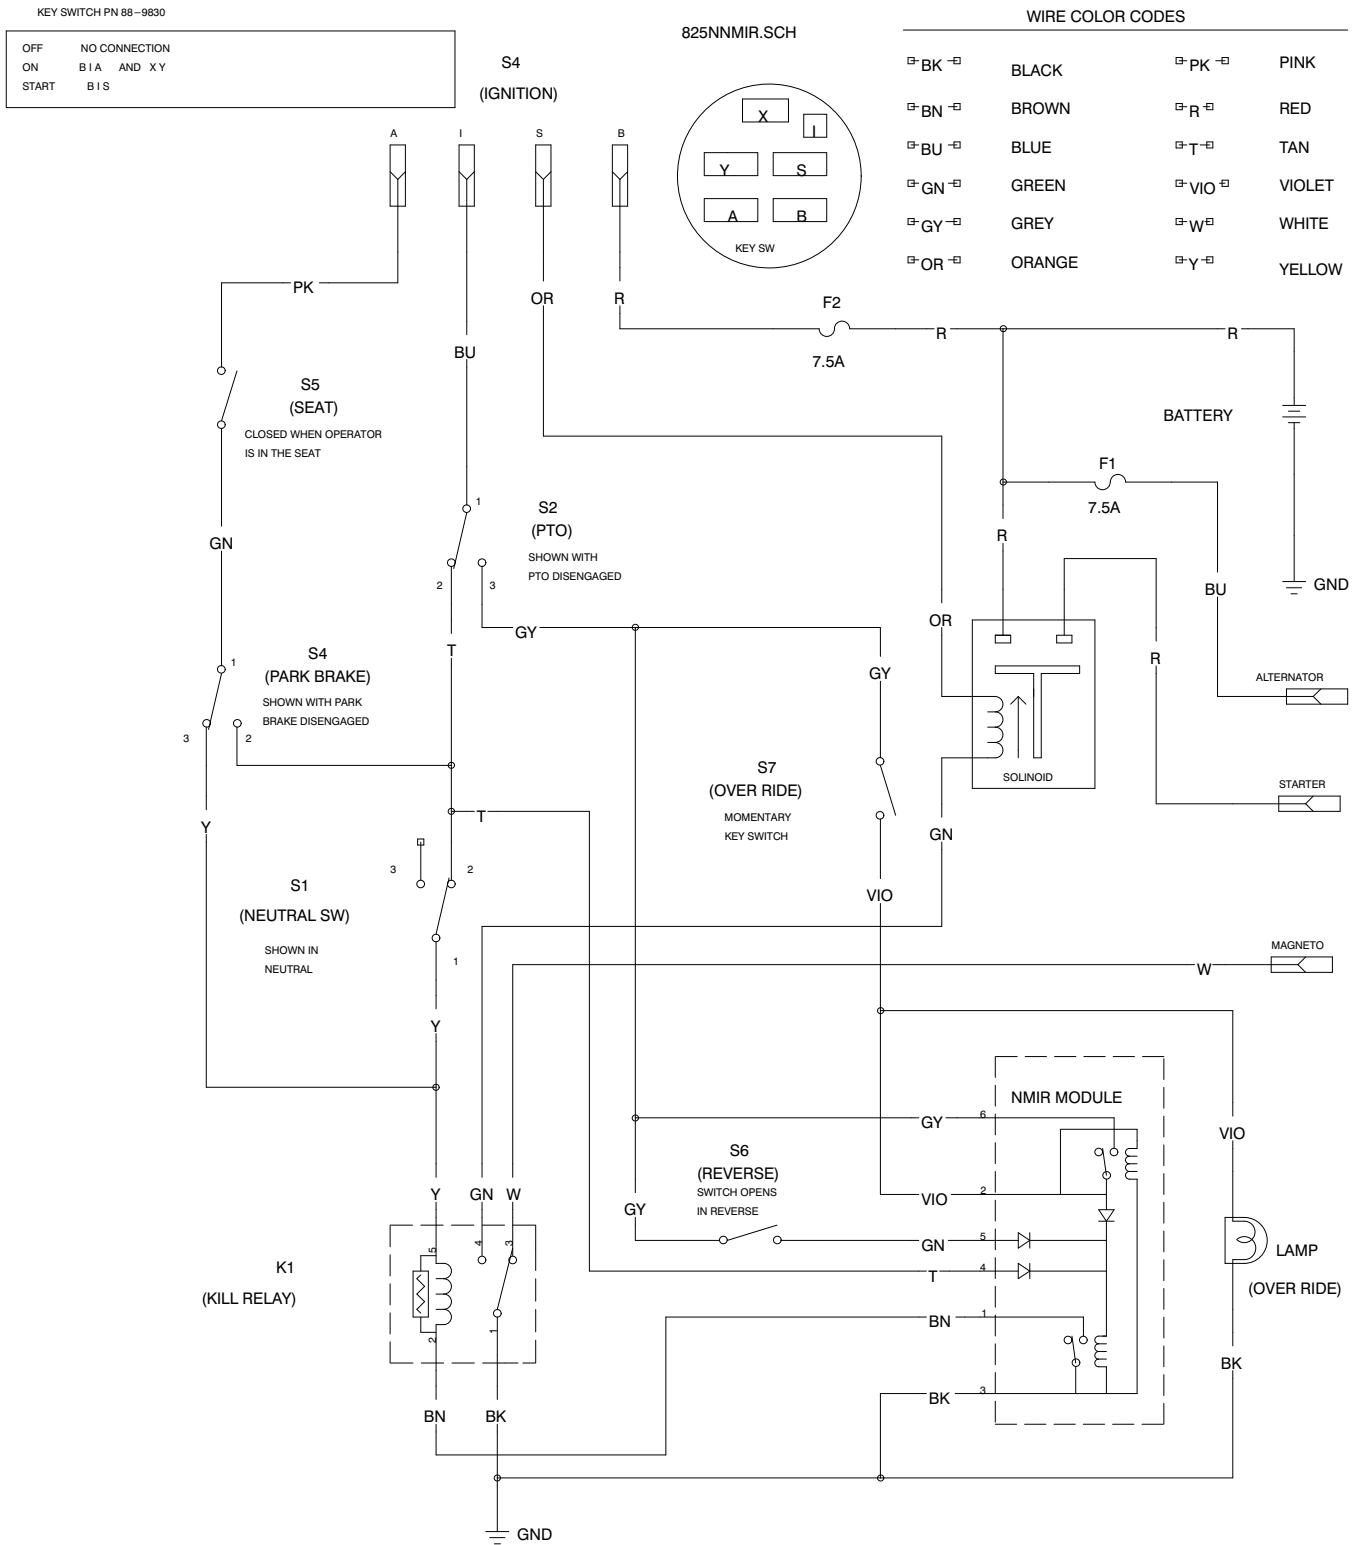 KEY SWITCH PN 88-9830
OFF NO CONNECTION
ON B I A AND X Y
START B I S
S4
(IGNITION)
A
I
S
B
825NNMIR.SCH
X
I
Y
S
A
B
KEY SW
WIRE COLOR CODES
BK BLACK
BN BROWN
BU BLUE
GN GREEN
GY GREY
OR ORANGE
PK PINK
R RED
T TAN
VIO VIOLET
W WHITE
Y YELLOW
PK
BU
OR
R
F2
7.5A
R
R
BATTERY
GND
F1
7.5A
R
BU
S5
(SEAT)
CLOSED WHEN OPERATOR
IS IN THE SEAT
GN
1
S2
(PTO)
SHOWN WITH
PTO DISENGAGED
2
3
GY
T
OR
GY
R
ALTERNATOR
S4
(PARK BRAKE)
SHOWN WITH PARK
BRAKE DISENGAGED
1
3
2
S7
(OVER RIDE)
MOMENTARY
KEY SWITCH
SOLINOID
STARTER
Y
T
GN
3
2
S1
(NEUTRAL SW)
SHOWN IN
NEUTRAL
1
VIO
MAGNETO
W
Y
NMIR MODULE
GY
6
VIO
S6
(REVERSE)
SWITCH OPENS
IN REVERSE
VIO
2
Y
GN
W
GY
GN
5
T
4
LAMP
(OVER RIDE)
K1
(KILL RELAY)
5
4
3
2
1
BN
1
BK
3
BK
BN
BK
GND